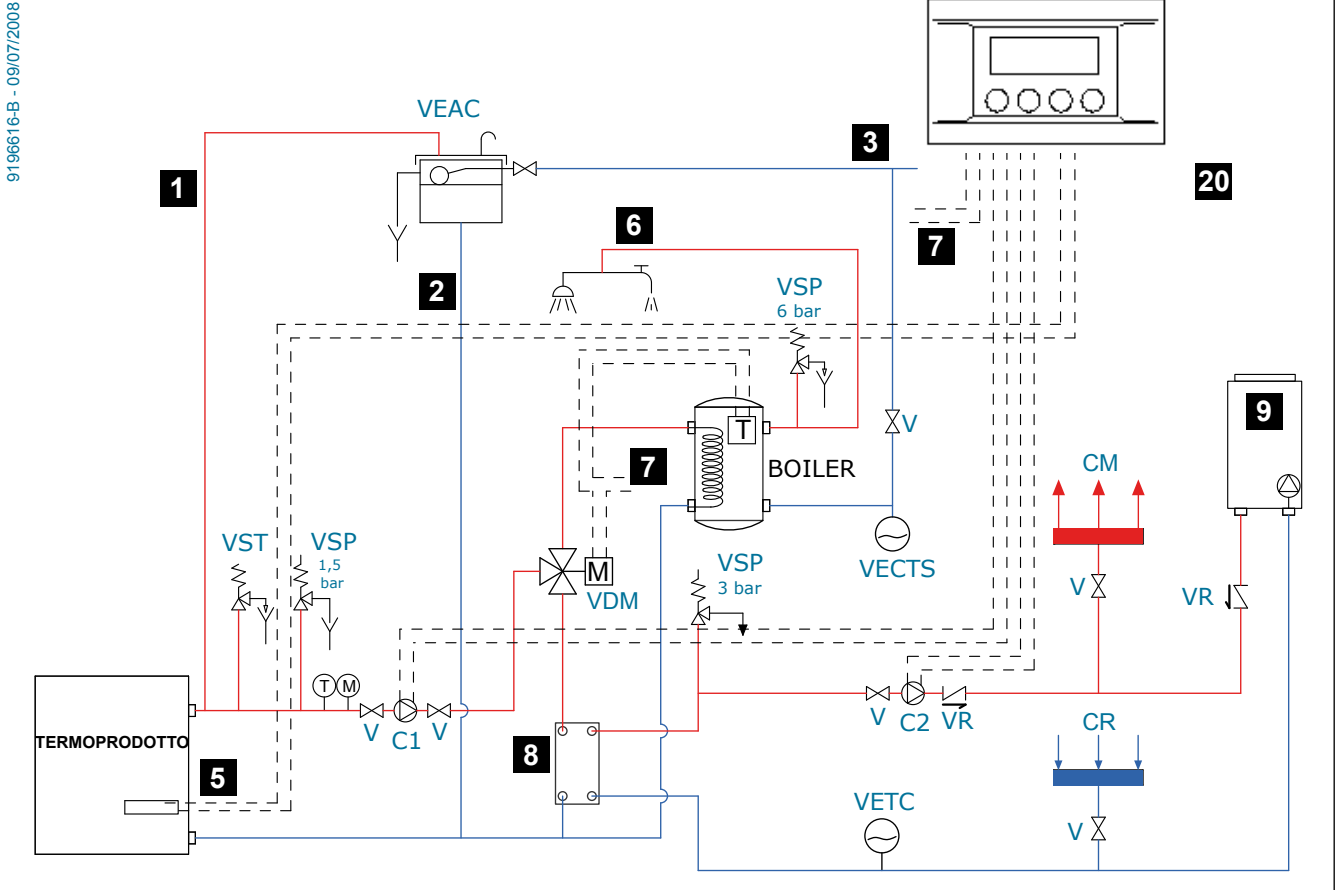 9196616-B - 09/07/2008
VEAC
1
3
20
2
6
7
VSP
6 bar
9
T
V
7
BOILER
CM
VST
VSP
1,5
bar
M
VDM
VSP
3 bar
VECTS
V
VR
T
M
TERMOPRODOTTO
V
C1
V
V
C2
VR
CR
5
8
VETC
V